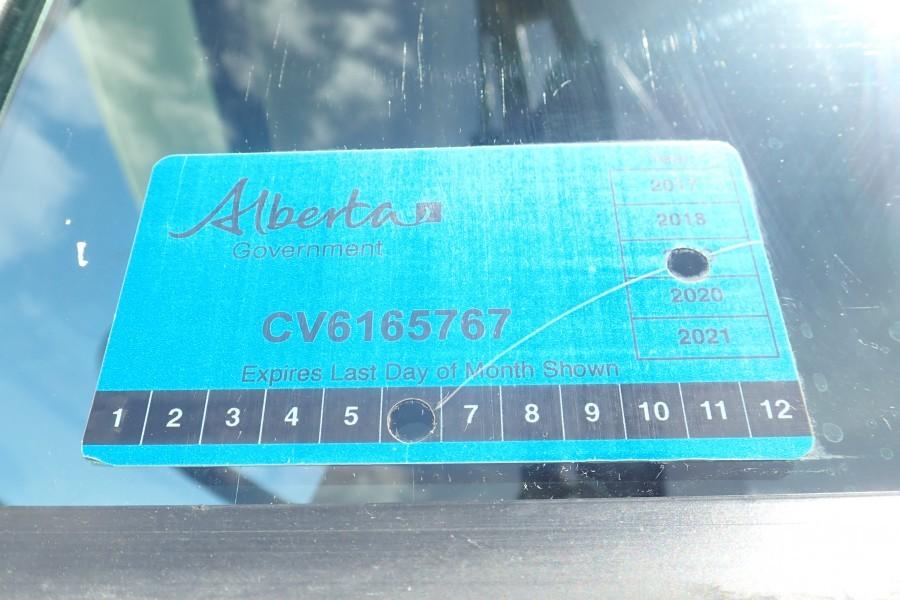 Alberta
Government
2017
2018
2020
2021
CV6165767
Expires Last Day of Month Shown
1 2 3 4 5 7 8 9 10 11 12